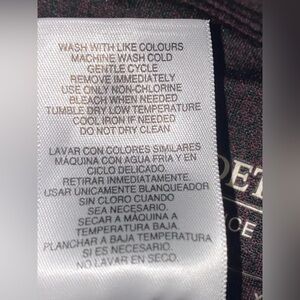 WASH WITH LIKE COLOURS
MACHINE WASH COLD
GENTLE CYCLE
REMOVE IMMEDIATELY
USE ONLY NON-CHLORINE
BLEACH WHEN NEEDED
TUMBLE DRY LOW TEMPERATURE
COOL IRON IF NEEDED
DO NOT DRY CLEAN
LAVAR CON COLORES SIMILARES
MÁQUINA CON AGUA FRÍA Y EN
CICLO DELICADO.
RETIRAR INMEDIATAMENTE.
USAR ÚNICAMENTE BLANQUEADOR
SIN CLORO CUANDO
SEA NECESARIO.
SECAR A MÁQUINA A
TEMPERATURA BAJA.
PLANCHAR A BAJA TEMPERATURA
SI ES NECESARIO.
NO LAVAR EN SECO.